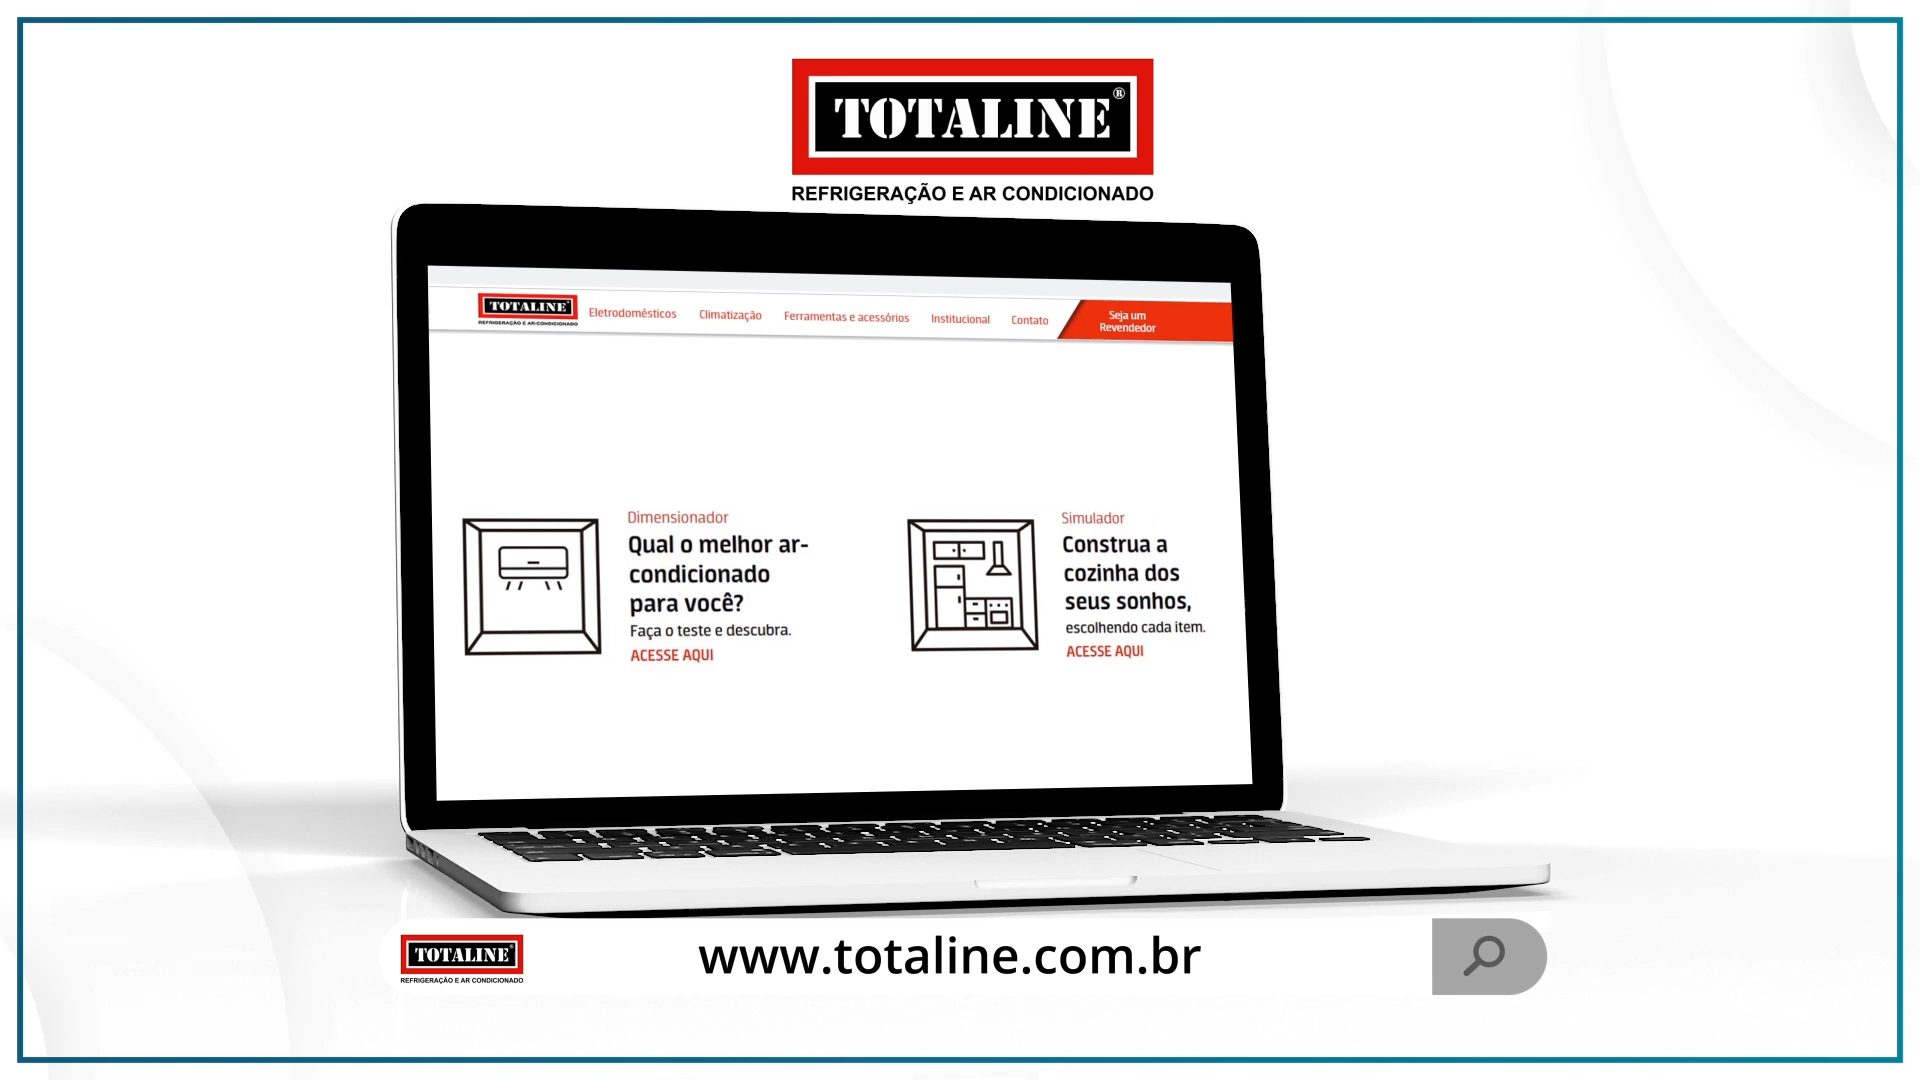 TOTALINE®
REFRIGERAÇÃO E AR CONDICIONADO
TOTALINE
REFRIGERAÇÃO E AR-CONDICIONADO
Eletrodomésticos Climatização Ferramentas e acessórios Institucional Contato
Seja um
Revendedor
Dimensionador
Qual o melhor ar-
condicionado
para você?
Faça o teste e descubra.
ACESSE AQUI
Simulador
Construa a
cozinha dos
seus sonhos,
escolhendo cada item.
ACESSE AQUI
TOTALINE®
REFRIGERAÇÃO E AR CONDICIONADO
www.totaline.com.br